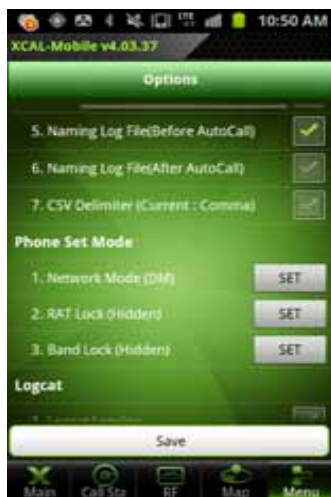 LTE 10:50 AM
XCAL-Mobile v4.03.37
Options
5. Naming Log File(Before AutoCall)
6. Naming Log File(After AutoCall)
7. CSV Delimiter (Current : Comma)
Phone Set Mode
1. Network Mode (DM) SET
2. RAT Lock (Hidden) SET
3. Band Lock (Hidden) SET
Logcat
Save
Main Call Sta RF Map Menu